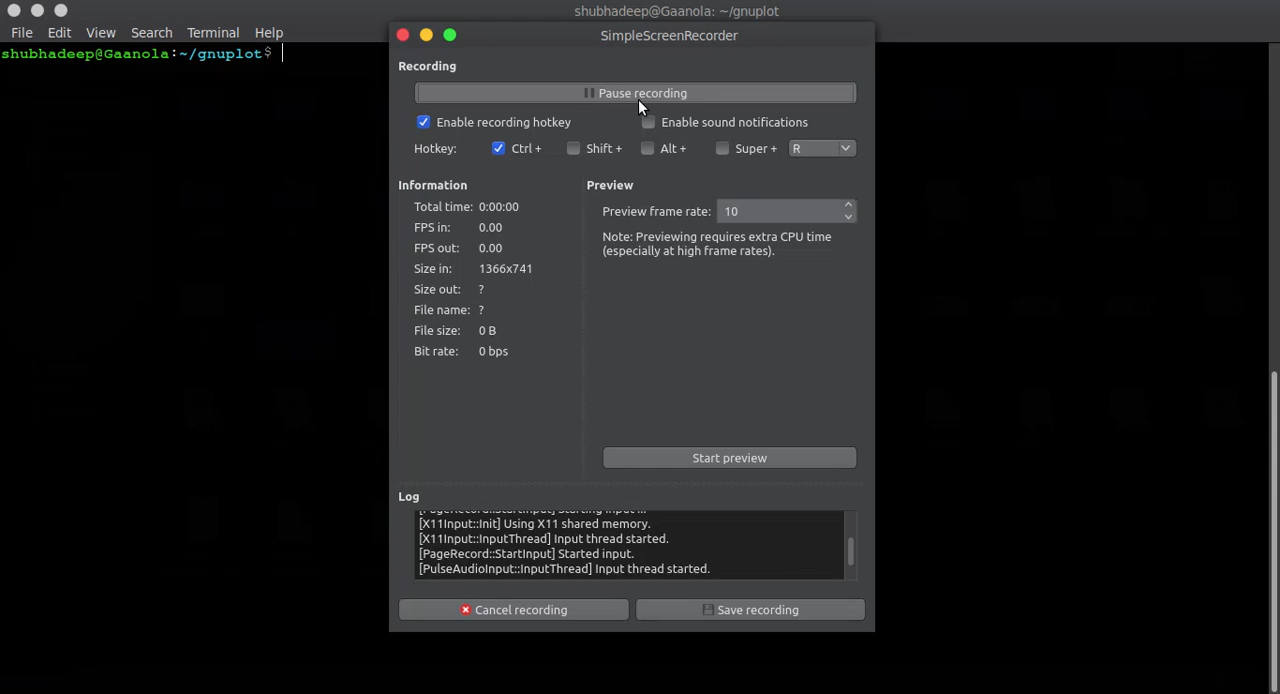 shubhadeep@Gaanola: ~/gnuplot
File Edit View Search Terminal Help
shubhadeep@Gaanola:~/gnuplot$
SimpleScreenRecorder
Recording
Pause recording
Enable recording hotkey Enable sound notifications
Hotkey: Ctrl + Shift + Alt + Super + R
Information Preview
Total time: 0:00:00 Preview frame rate: 10
FPS in: 0.00
Note: Previewing requires extra CPU time
(especially at high frame rates).
FPS out: 0.00
Size in: 1366x741
Size out: ?
File name: ?
File size: 0 B
Bit rate: 0 bps
Start preview
Log
[PageRecord::StartInput] Starting input ...
[X11Input::Init] Using X11 shared memory.
[X11Input::InputThread] Input thread started.
[PageRecord::StartInput] Started input.
[PulseAudioInput::InputThread] Input thread started.
Cancel recording Save recording